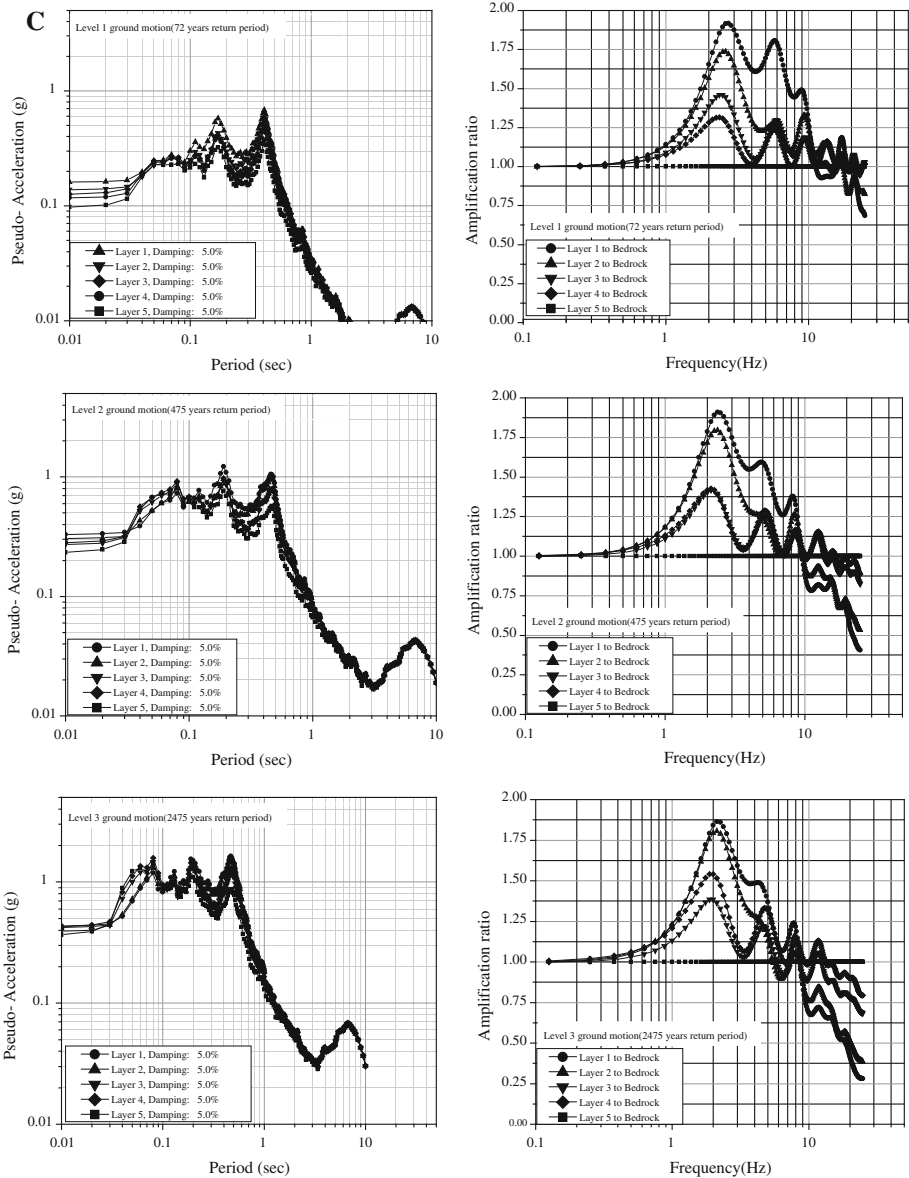 C
Level 1 ground motion(72 years return period)
1
0.1
0.01
Pseudo- Acceleration (g)
Layer 1, Damping: 5.0%
Layer 2, Damping: 5.0%
Layer 3, Damping: 5.0%
Layer 4, Damping: 5.0%
Layer 5, Damping: 5.0%
0.01 0.1 1 10
Period (sec)
2.00
1.75
1.50
1.25
1.00
0.75
0.50
0.25
0.00
Amplification ratio
Level 1 ground motion(72 years return period)
Layer 1 to Bedrock
Layer 2 to Bedrock
Layer 3 to Bedrock
Layer 4 to Bedrock
Layer 5 to Bedrock
0.1 1 10
Frequency(Hz)
Level 2 ground motion(475 years return period)
1
0.1
0.01
Pseudo- Acceleration (g)
Layer 1, Damping: 5.0%
Layer 2, Damping: 5.0%
Layer 3, Damping: 5.0%
Layer 4, Damping: 5.0%
Layer 5, Damping: 5.0%
0.01 0.1 1 10
Period (sec)
2.00
1.75
1.50
1.25
1.00
0.75
0.50
0.25
0.00
Amplification ratio
Level 2 ground motion(475 years return period)
Layer 1 to Bedrock
Layer 2 to Bedrock
Layer 3 to Bedrock
Layer 4 to Bedrock
Layer 5 to Bedrock
0.1 1 10
Frequency(Hz)
Level 3 ground motion(2475 years return period)
1
0.1
0.01
Pseudo- Acceleration (g)
Layer 1, Damping: 5.0%
Layer 2, Damping: 5.0%
Layer 3, Damping: 5.0%
Layer 4, Damping: 5.0%
Layer 5, Damping: 5.0%
0.01 0.1 1 10
Period (sec)
2.00
1.75
1.50
1.25
1.00
0.75
0.50
0.25
0.00
Amplification ratio
Level 3 ground motion(2475 years return period)
Layer 1 to Bedrock
Layer 2 to Bedrock
Layer 3 to Bedrock
Layer 4 to Bedrock
Layer 5 to Bedrock
0.1 1 10
Frequency(Hz)